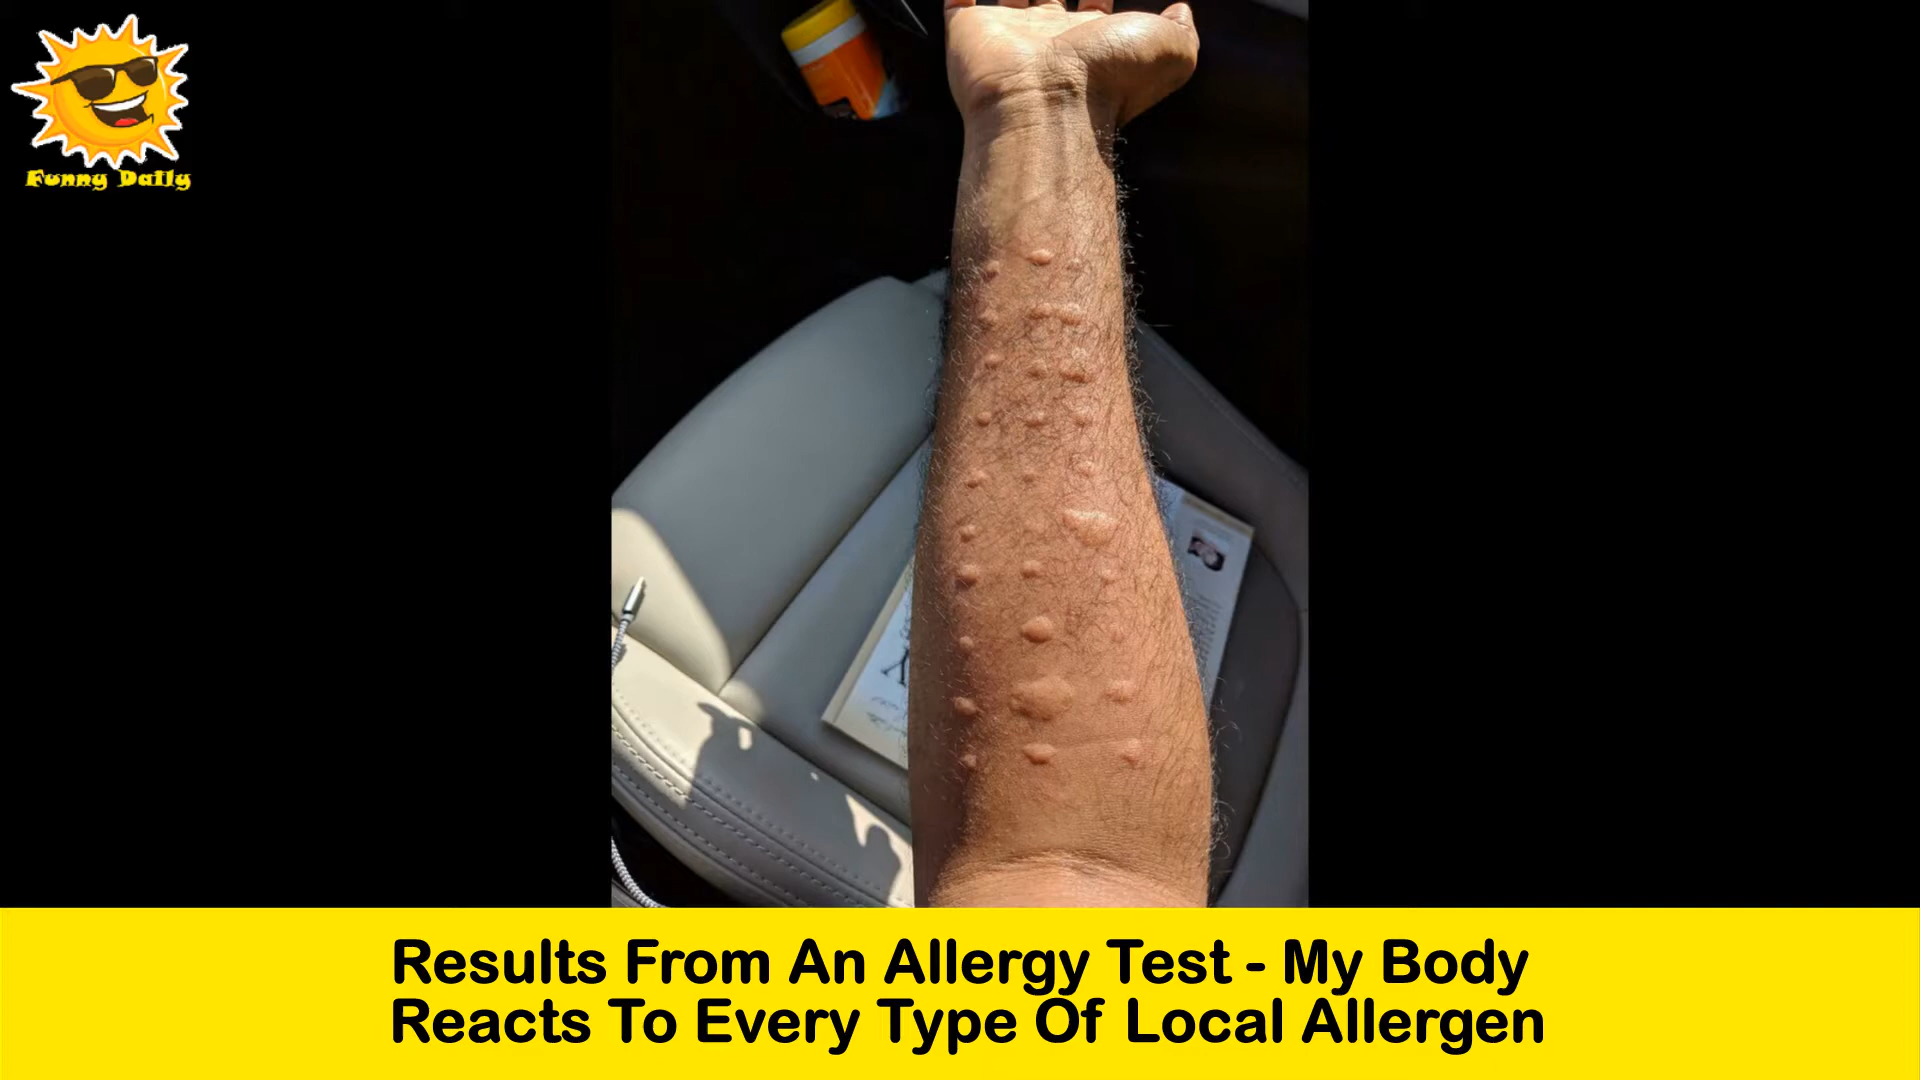 Funny Daily
Results From An Allergy Test - My Body
Reacts To Every Type Of Local Allergen